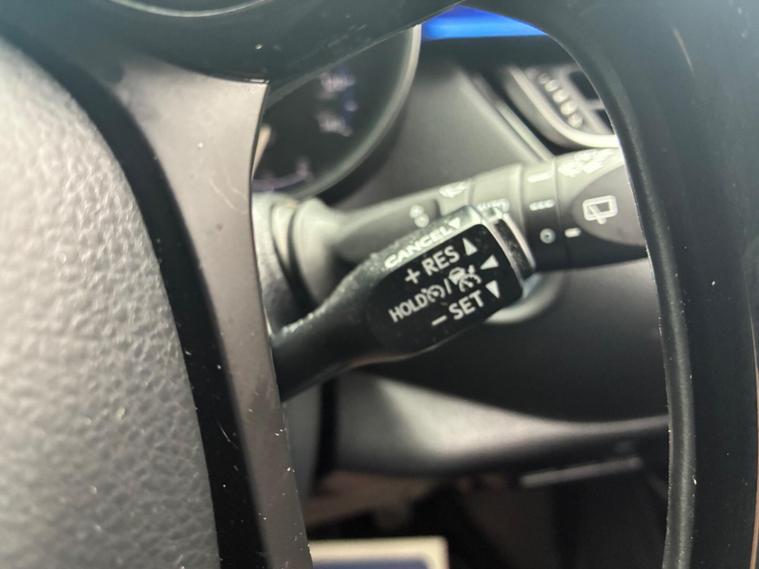 CANCEL
+ RES
HOLD /
– SET